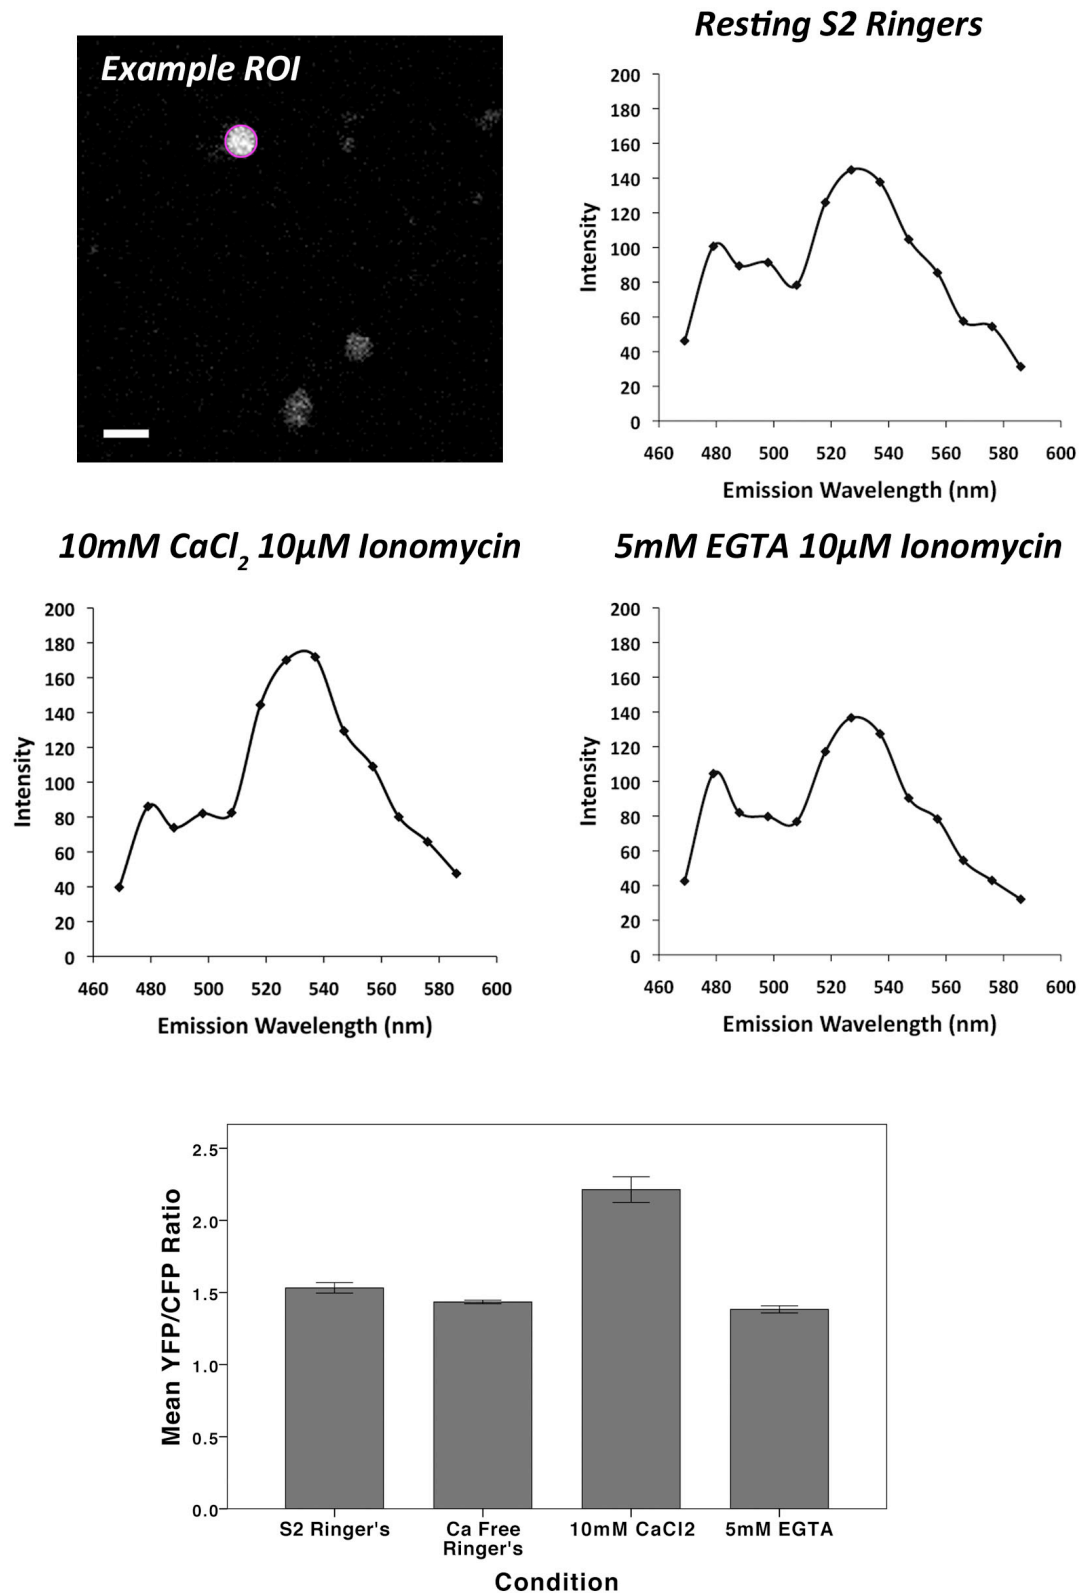 Resting S2 Ringers
Example ROI
200
180
160
140
120
100
80
60
40
20
0
Intensity
460 480 500 520 540 560 580 600
Emission Wavelength (nm)
10mM CaCl2 10µM Ionomycin
200
180
160
140
120
100
80
60
40
20
0
Intensity
460 480 500 520 540 560 580 600
Emission Wavelength (nm)
5mM EGTA 10µM Ionomycin
200
180
160
140
120
100
80
60
40
20
0
Intensity
460 480 500 520 540 560 580 600
Emission Wavelength (nm)
2.5
2.0
1.5
1.0
0.5
0.0
Mean YFP/CFP Ratio
S2 Ringer's Ca Free 10mM CaCl2 5mM EGTA
Ringer's
Condition